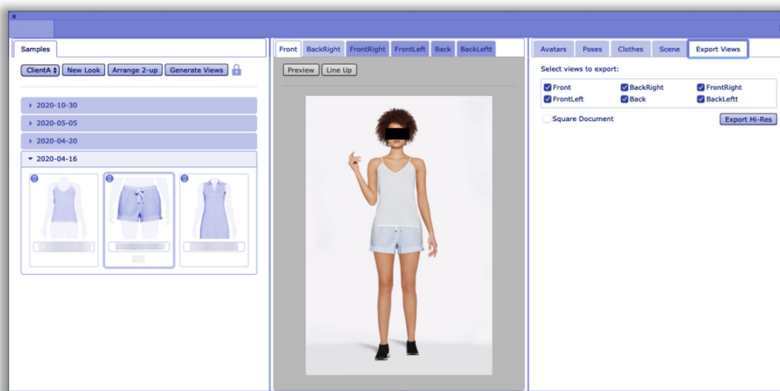 ×
Samples
ClientA New Look Arrange 2-up Generate Views
2020-10-30
2020-05-05
2020-04-20
2020-04-16
Front BackRight FrontRight FrontLeft Back BackLeftt
Preview Line Up
Avatars Poses Clothes Scene Export Views
Select views to export:
Front BackRight FrontRight
FrontLeft Back BackLeftt
Square Document Export Hi-Res